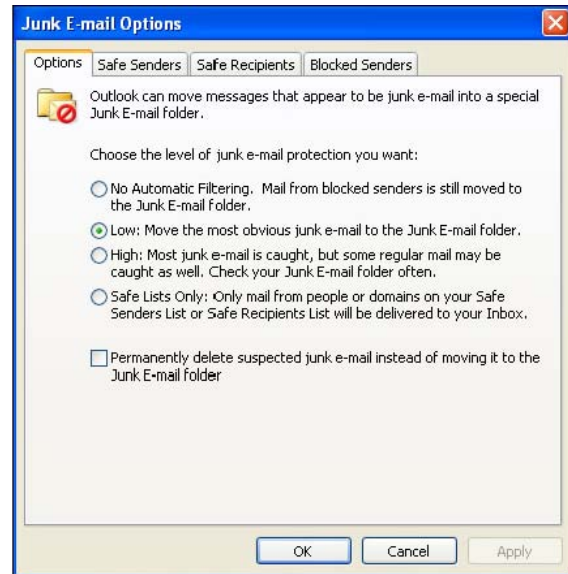 Junk E-mail Options
Options Safe Senders Safe Recipients Blocked Senders
Outlook can move messages that appear to be junk e-mail into a special
Junk E-mail folder.
Choose the level of junk e-mail protection you want:
No Automatic Filtering. Mail from blocked senders is still moved to
the Junk E-mail folder.
Low: Move the most obvious junk e-mail to the Junk E-mail folder.
High: Most junk e-mail is caught, but some regular mail may be
caught as well. Check your Junk E-mail folder often.
Safe Lists Only: Only mail from people or domains on your Safe
Senders List or Safe Recipients List will be delivered to your Inbox.
Permanently delete suspected junk e-mail instead of moving it to the
Junk E-mail folder
OK Cancel Apply